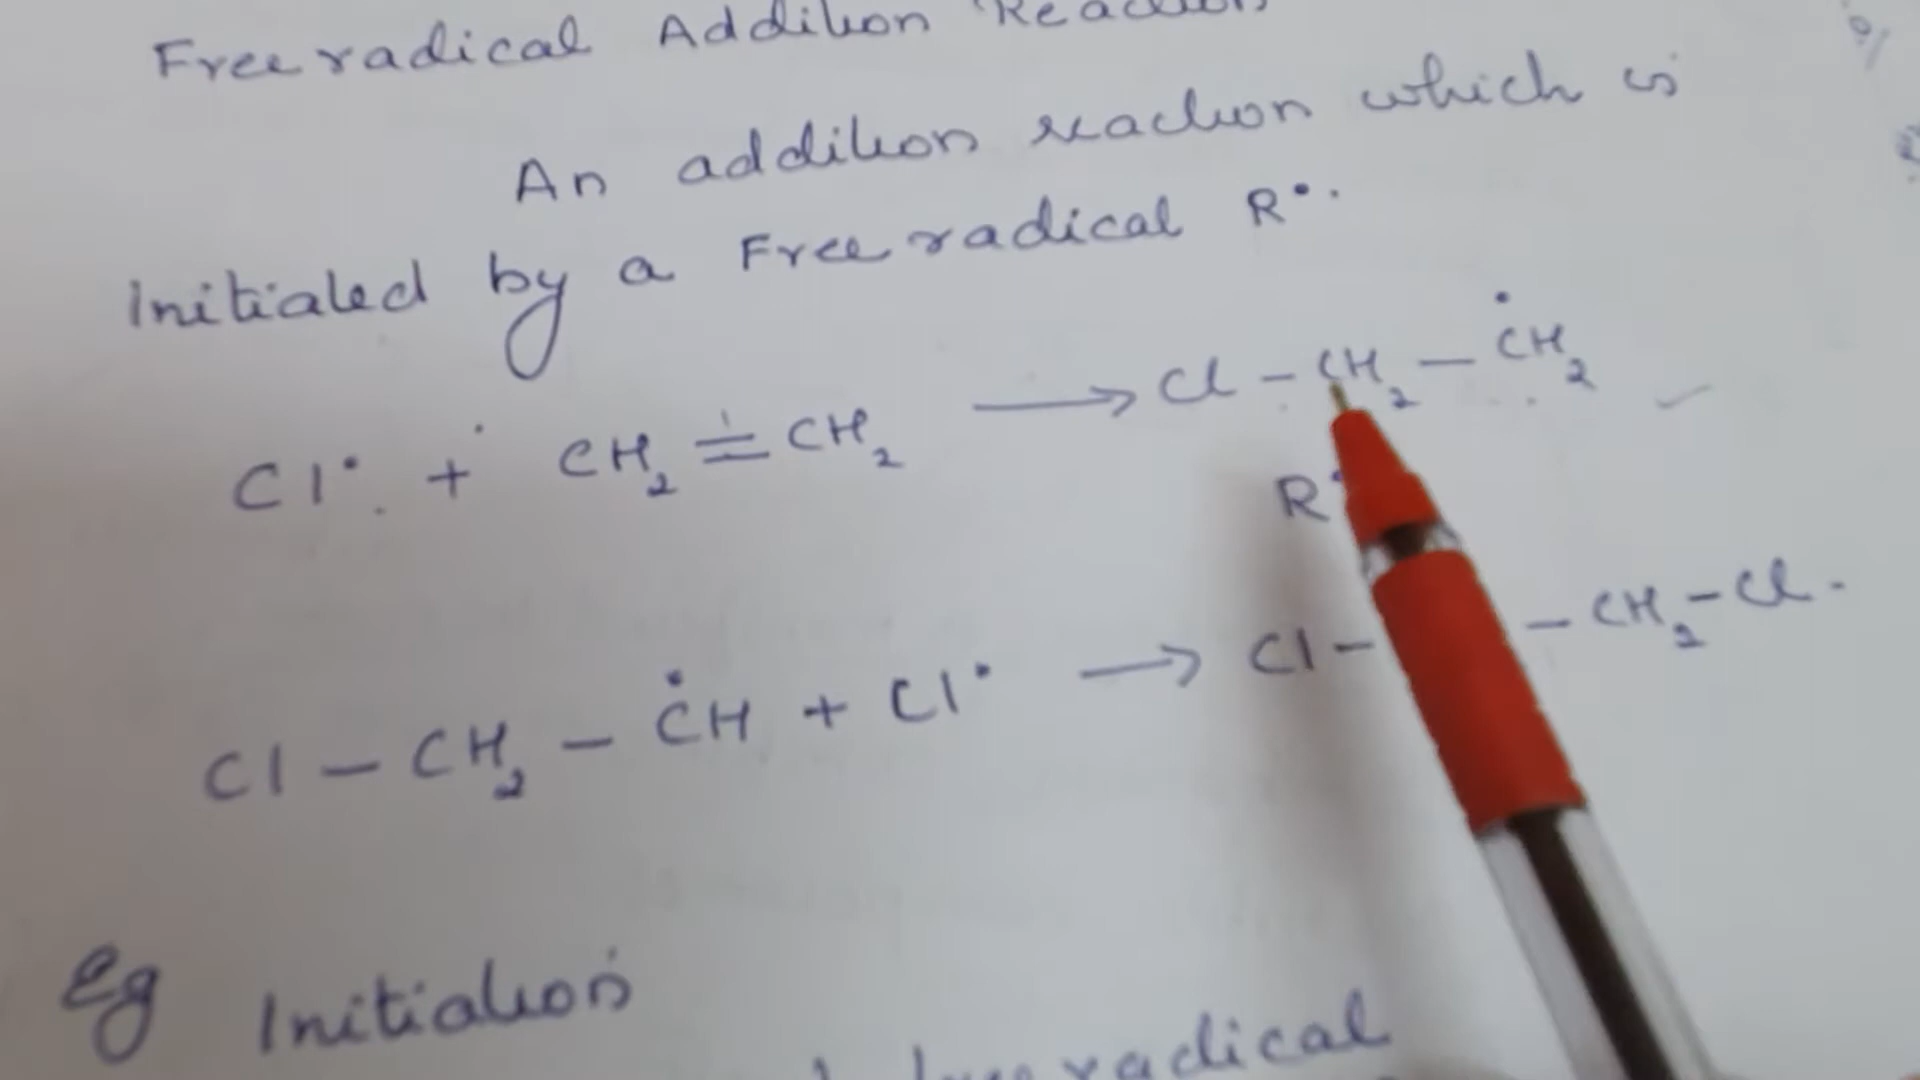 Free radical Addition Reaction
An addition reaction which is
Initiated by a Free radical R•.
Cl• + CH2 = CH2 → Cl – CH2 – ĊH2
R•
Cl – CH2 – ĊH + Cl• → Cl – – CH2 – Cl.
Eg Initiation
radical